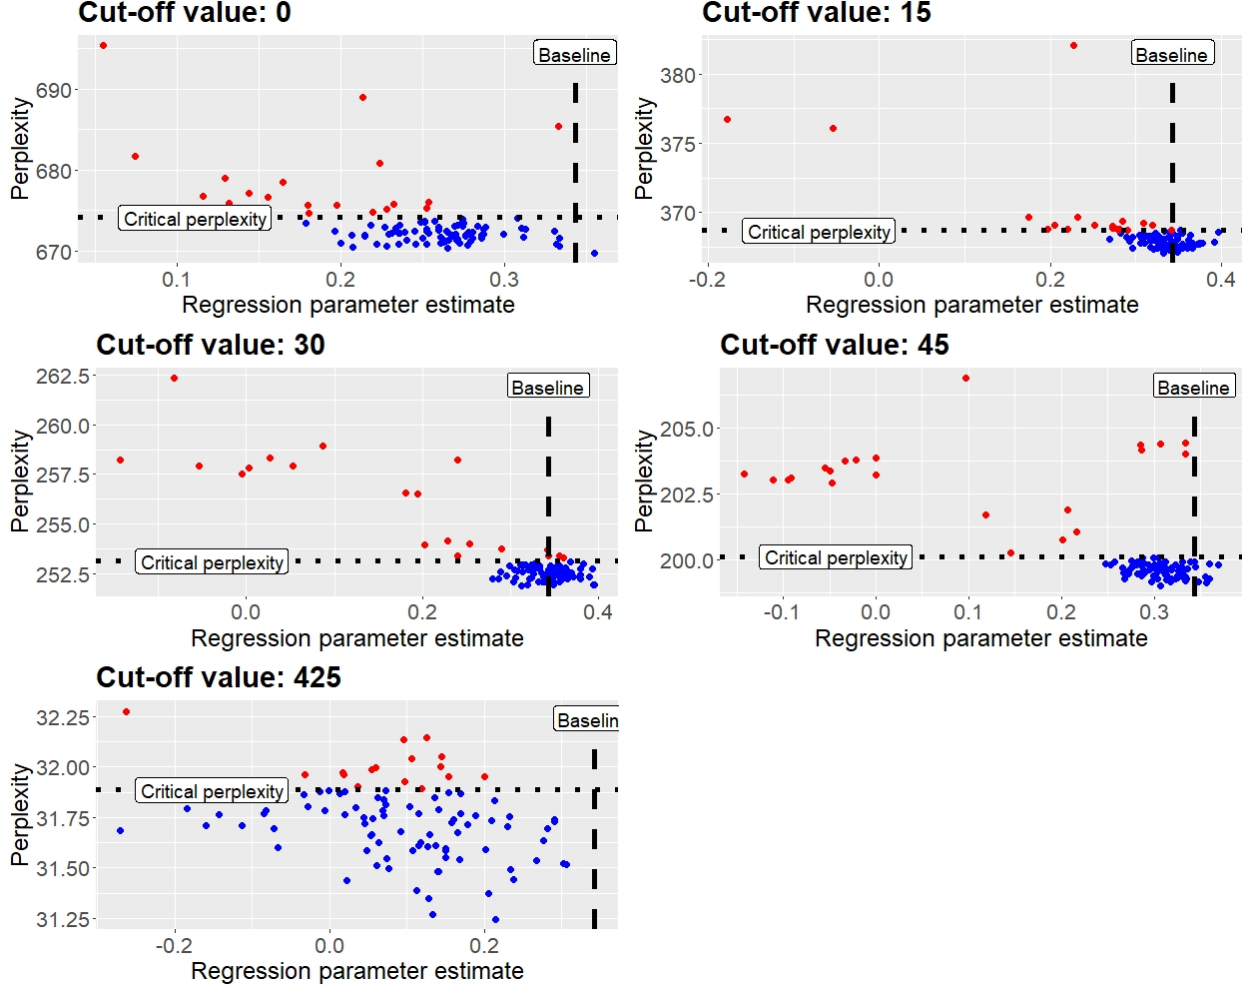 Cut-off value: 0
Baseline
690
680
670
Perplexity
Critical perplexity
0.1
0.2
0.3
Regression parameter estimate
Cut-off value: 15
Baseline
380
375
370
Perplexity
Critical perplexity
-0.2
0.0
0.2
0.4
Regression parameter estimate
Cut-off value: 30
Baseline
262.5
260.0
257.5
255.0
252.5
Perplexity
Critical perplexity
0.0
0.2
0.4
Regression parameter estimate
Cut-off value: 45
Baseline
205.0
202.5
200.0
Perplexity
Critical perplexity
-0.1
0.0
0.1
0.2
0.3
Regression parameter estimate
Cut-off value: 425
Baselin
32.25
32.00
31.75
31.50
31.25
Perplexity
Critical perplexity
-0.2
0.0
0.2
Regression parameter estimate